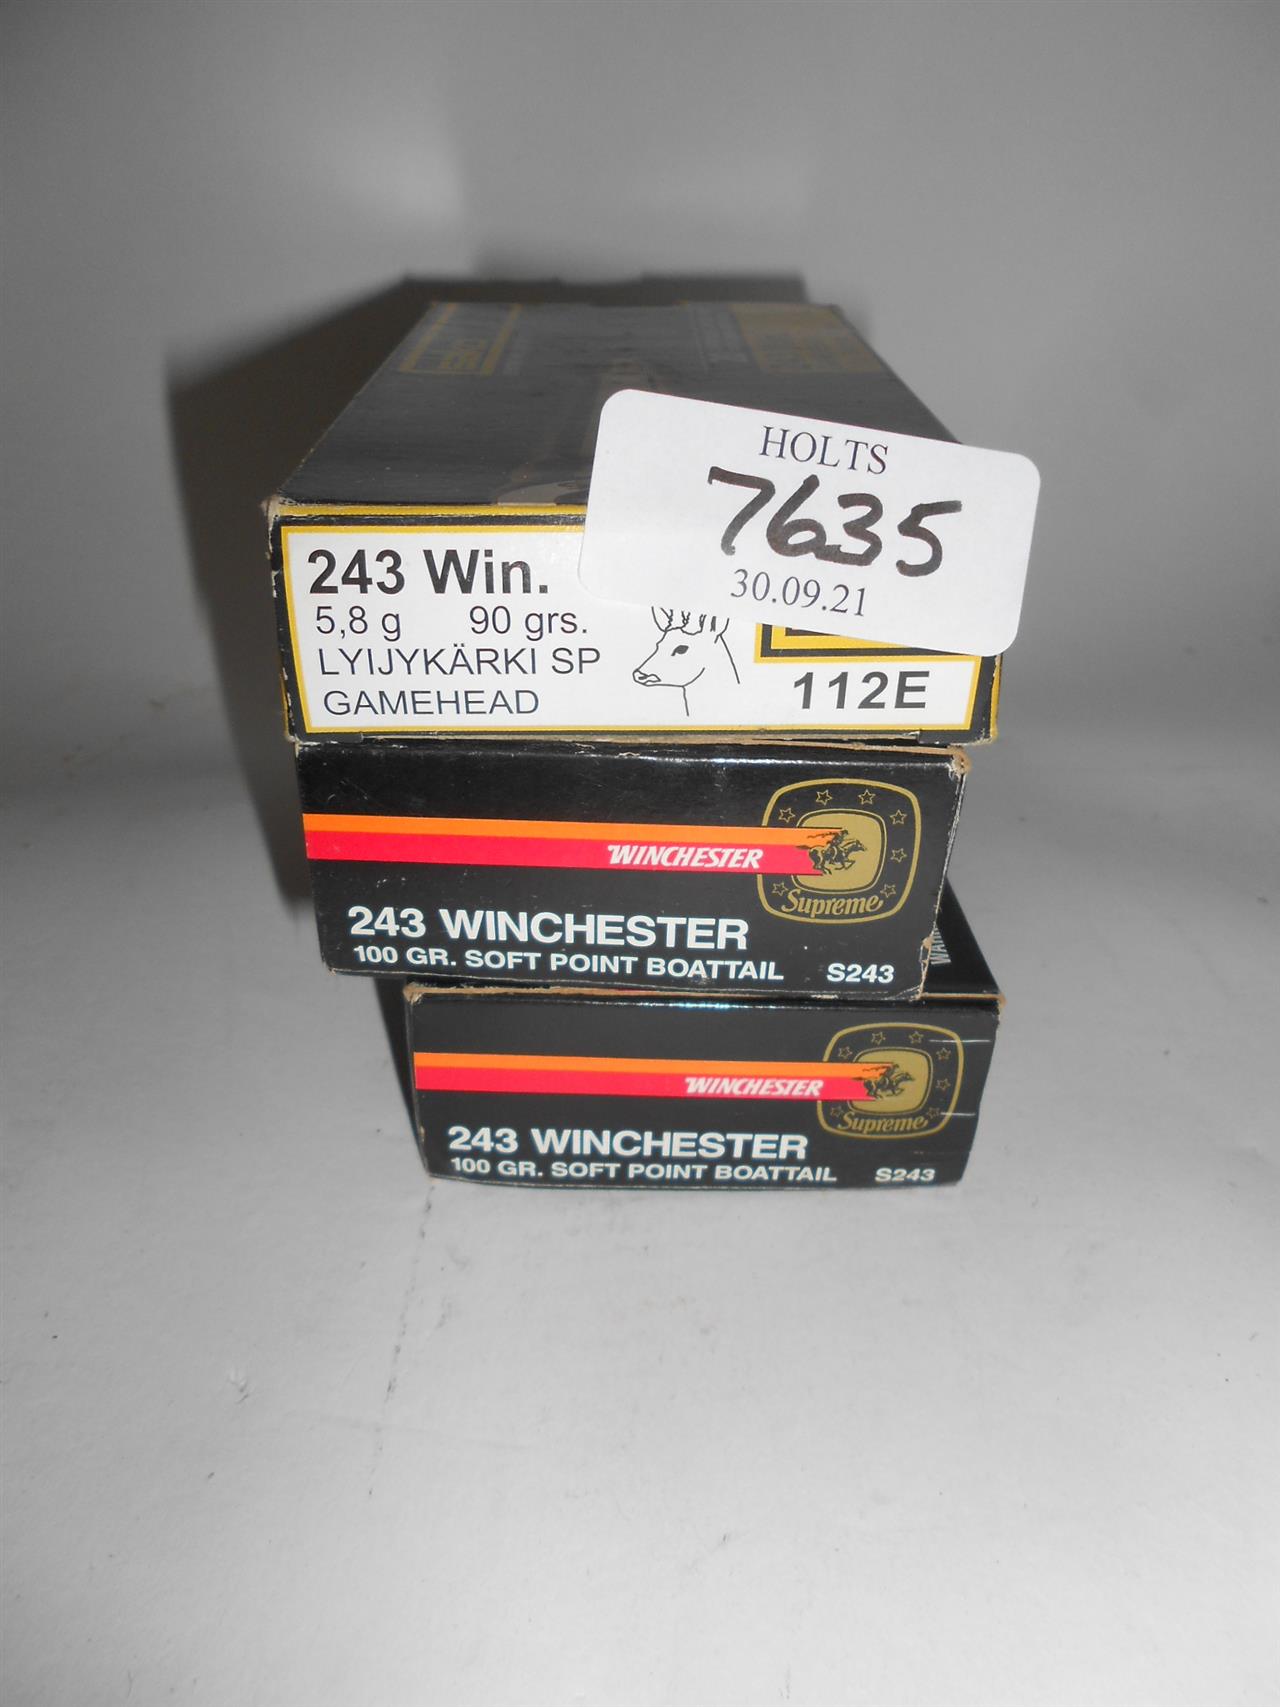 HOLTS
7635
30.09.21
243 Win.
5,8 g 90 grs.
LYIJYKÄRKI SP
GAMEHEAD
112E
WINCHESTER
Supreme
243 WINCHESTER
100 GR. SOFT POINT BOATTAIL S243
WINCHESTER
Supreme
243 WINCHESTER
100 GR. SOFT POINT BOATTAIL S243